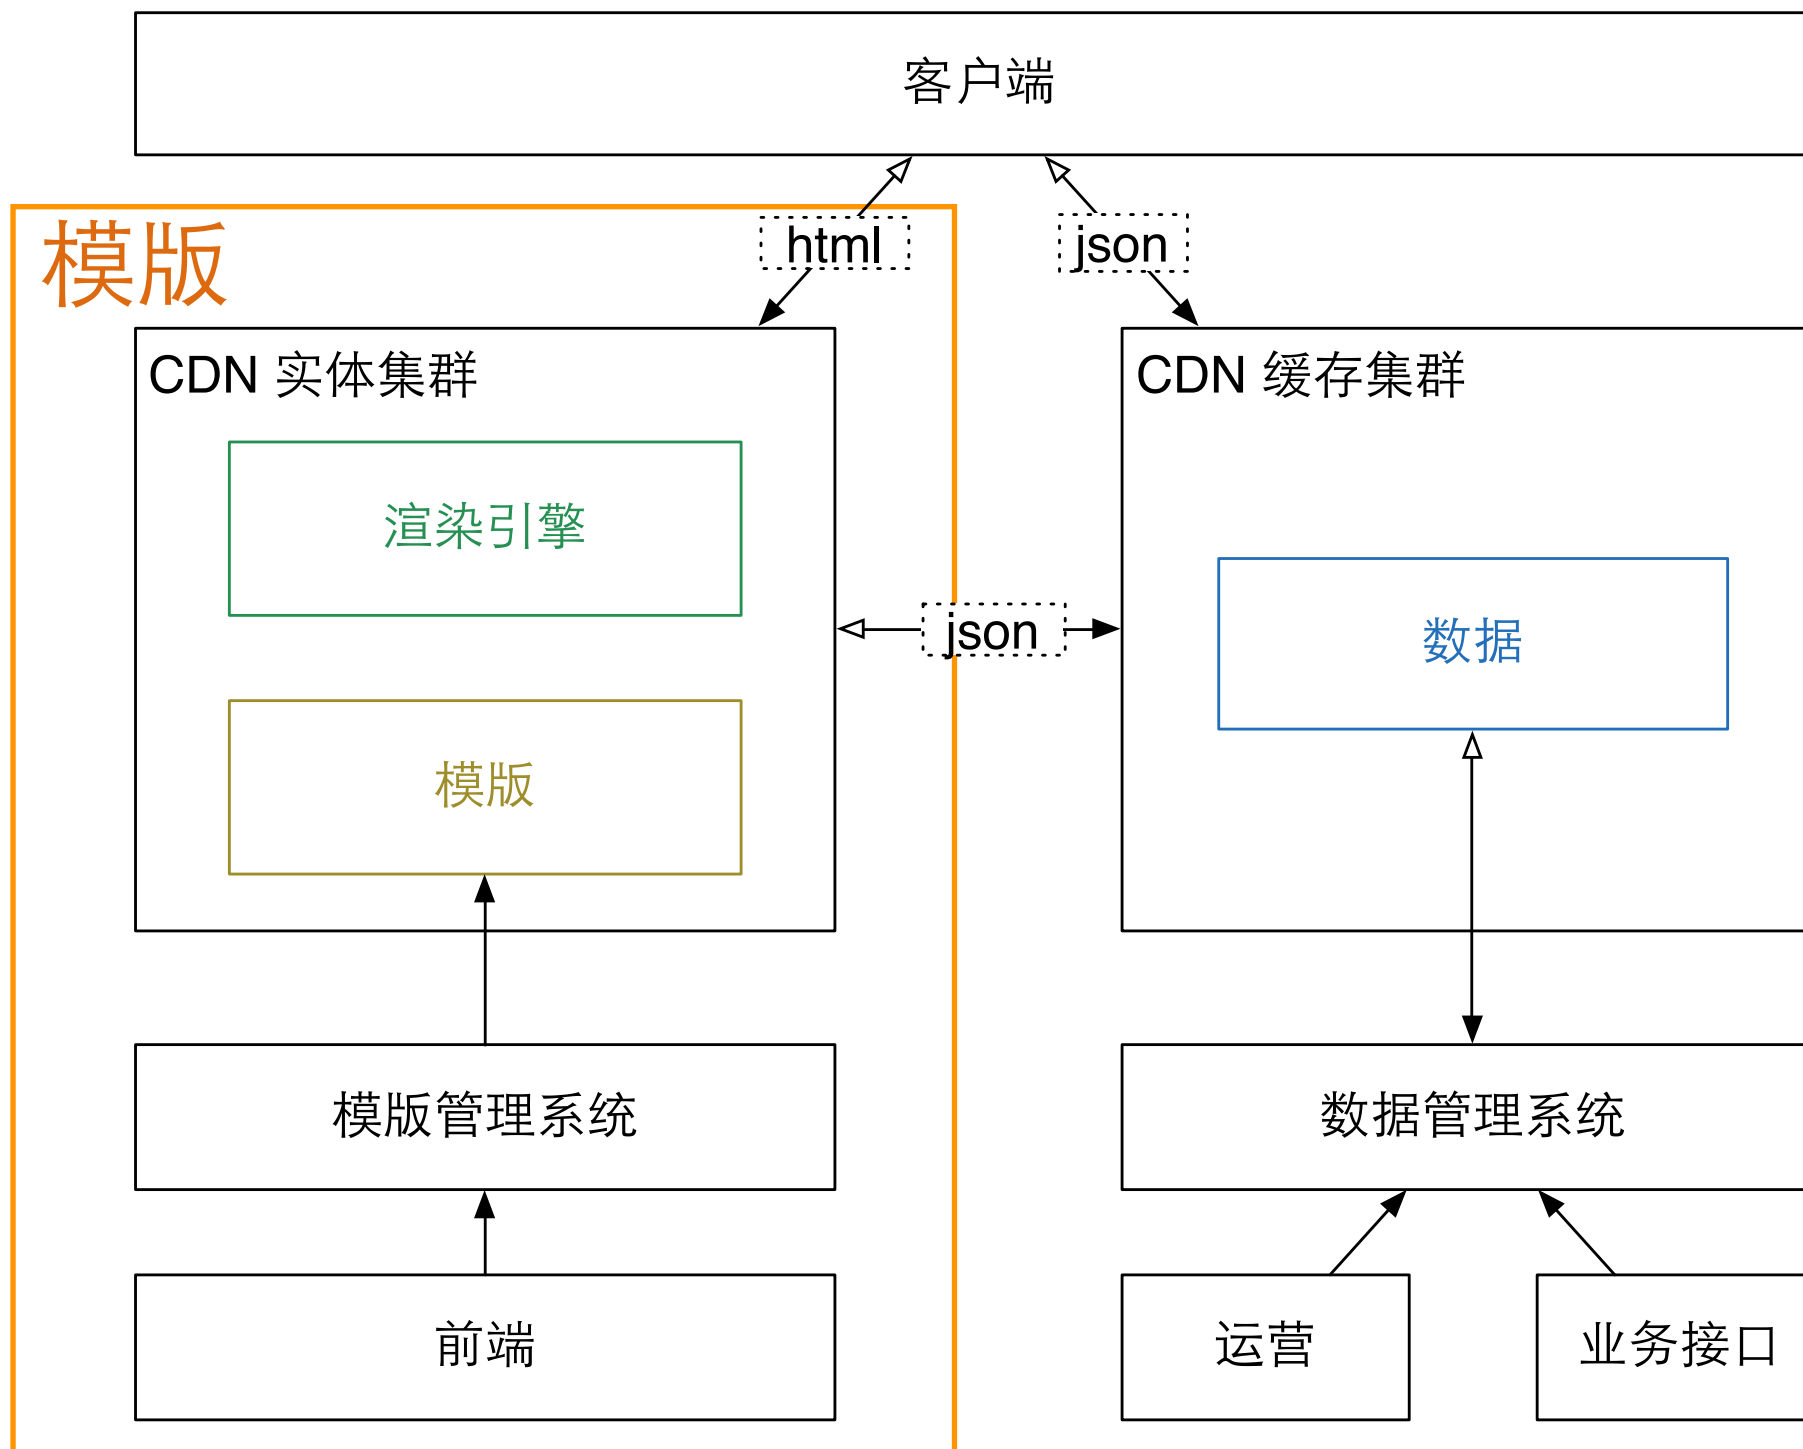 客户端
模版
html
json
CDN 实体集群
CDN 缓存集群
渲染引擎
json
数据
模版
模版管理系统
数据管理系统
前端
运营
业务接口